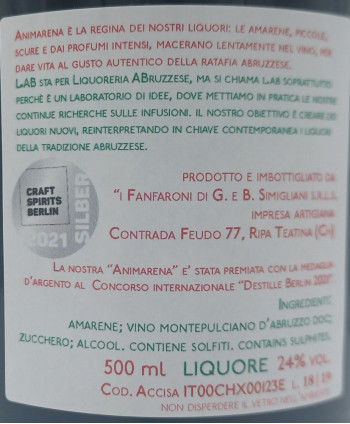 Animarena è la regina dei nostri liquori: le amarene, piccole,
scure e dai profumi intensi, macerano lentamente nel vino, per
dare vita al gusto autentico della ratafia abruzzese.
LAB sta per Liquoreria ABruzzese, ma si chiama Lab soprattutto
perché è un laboratorio di idee, dove mettiamo in pratica le nostre
continue ricerche sulle infusioni. Il nostro obiettivo è creare dei
liquori nuovi, reinterpretando in chiave contemporanea i liquori
della tradizione abruzzese.
CRAFT
SPIRITS
BERLIN
2021
SILBER
prodotto e imbottigliato da:
"I Fanfaroni di G. e B. Simigliani s.r.l.s.
impresa artigiana
Contrada Feudo 77, Ripa Teatina (Ch)
La nostra "Animarena" e' stata premiata con la medaglia
d'argento al Concorso internazionale "Destille Berlin
Ingredienti:
amarene; vino montepulciano d'abruzzo doc;
zucchero; alcool. contiene solfiti. contains sulphites.
500 ml LIQUORE 24% vol.
Cod. Accisa IT00CHX00123E L. 18|19
non disperdere il vetro nell'ambiente